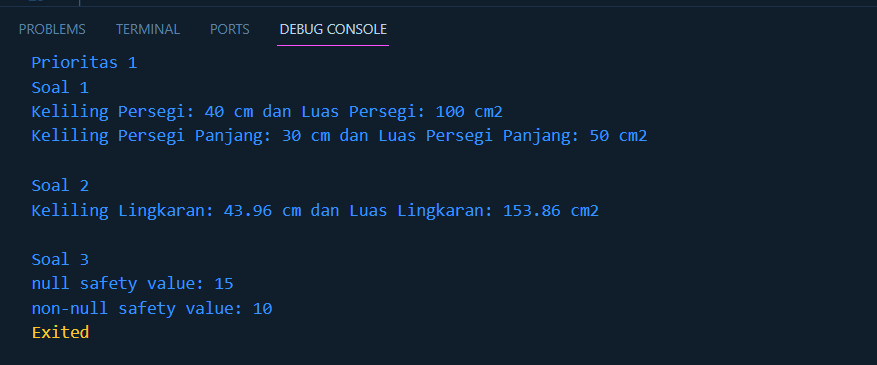 PROBLEMS TERMINAL PORTS DEBUG CONSOLE
Prioritas 1
Soal 1
Keliling Persegi: 40 cm dan Luas Persegi: 100 cm2
Keliling Persegi Panjang: 30 cm dan Luas Persegi Panjang: 50 cm2
Soal 2
Keliling Lingkaran: 43.96 cm dan Luas Lingkaran: 153.86 cm2
Soal 3
null safety value: 15
non-null safety value: 10
Exited